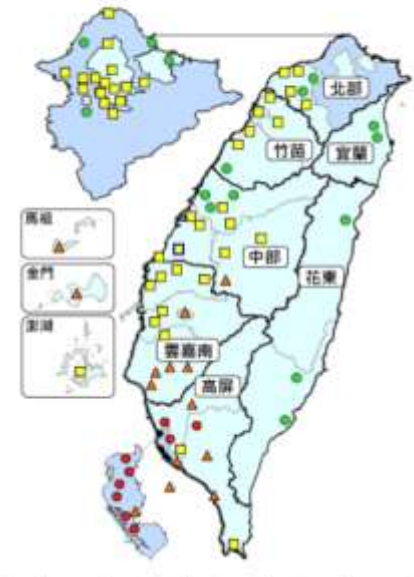 北部
竹苗
宜蘭
馬祖
中部
花東
金門
澎湖
雲嘉南
高屏